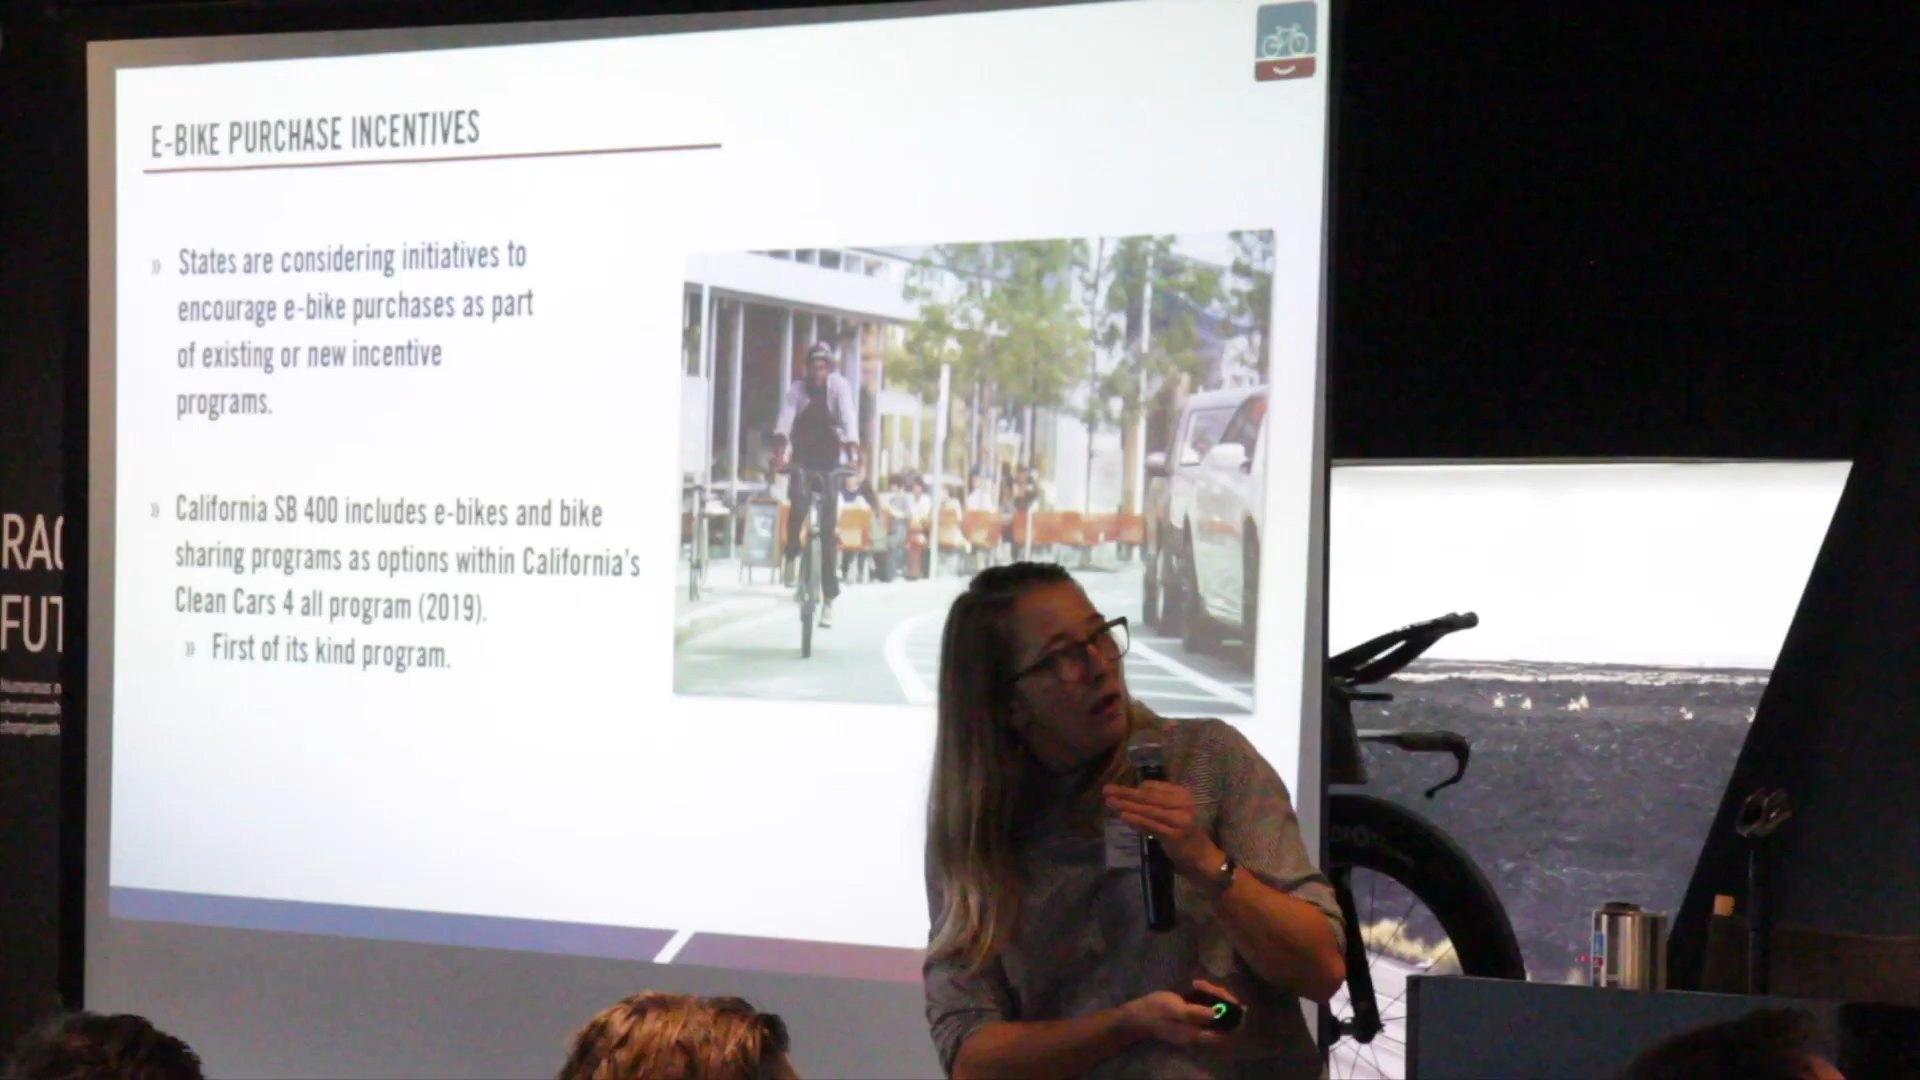 E-BIKE PURCHASE INCENTIVES
» States are considering initiatives to
encourage e-bike purchases as part
of existing or new incentive
programs.
» California SB 400 includes e-bikes and bike
sharing programs as options within California's
Clean Cars 4 all program (2019).
» First of its kind program.
RAC
FUT
Numerous